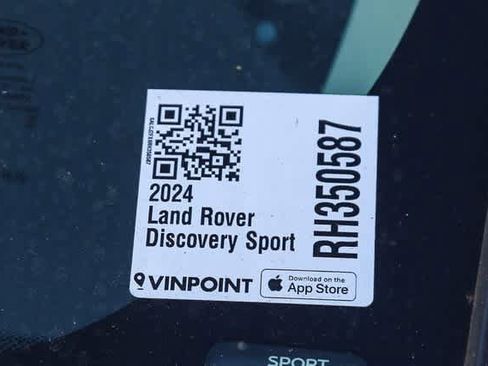 2024
Land Rover
Discovery Sport
RH350587
VINPOINT
Download on the
App Store
SPORT